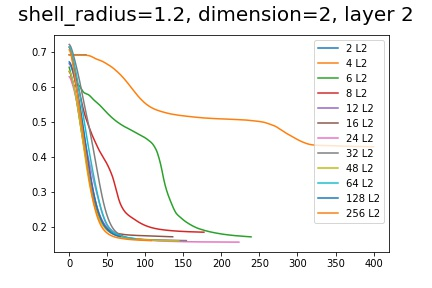 shell_radius=1.2, dimension=2, layer 2
0.7
0.6
0.5
0.4
0.3
0.2
0 50 100 150 200 250 300 350 400
2 L2
4 L2
6 L2
8 L2
12 L2
16 L2
24 L2
32 L2
48 L2
64 L2
128 L2
256 L2